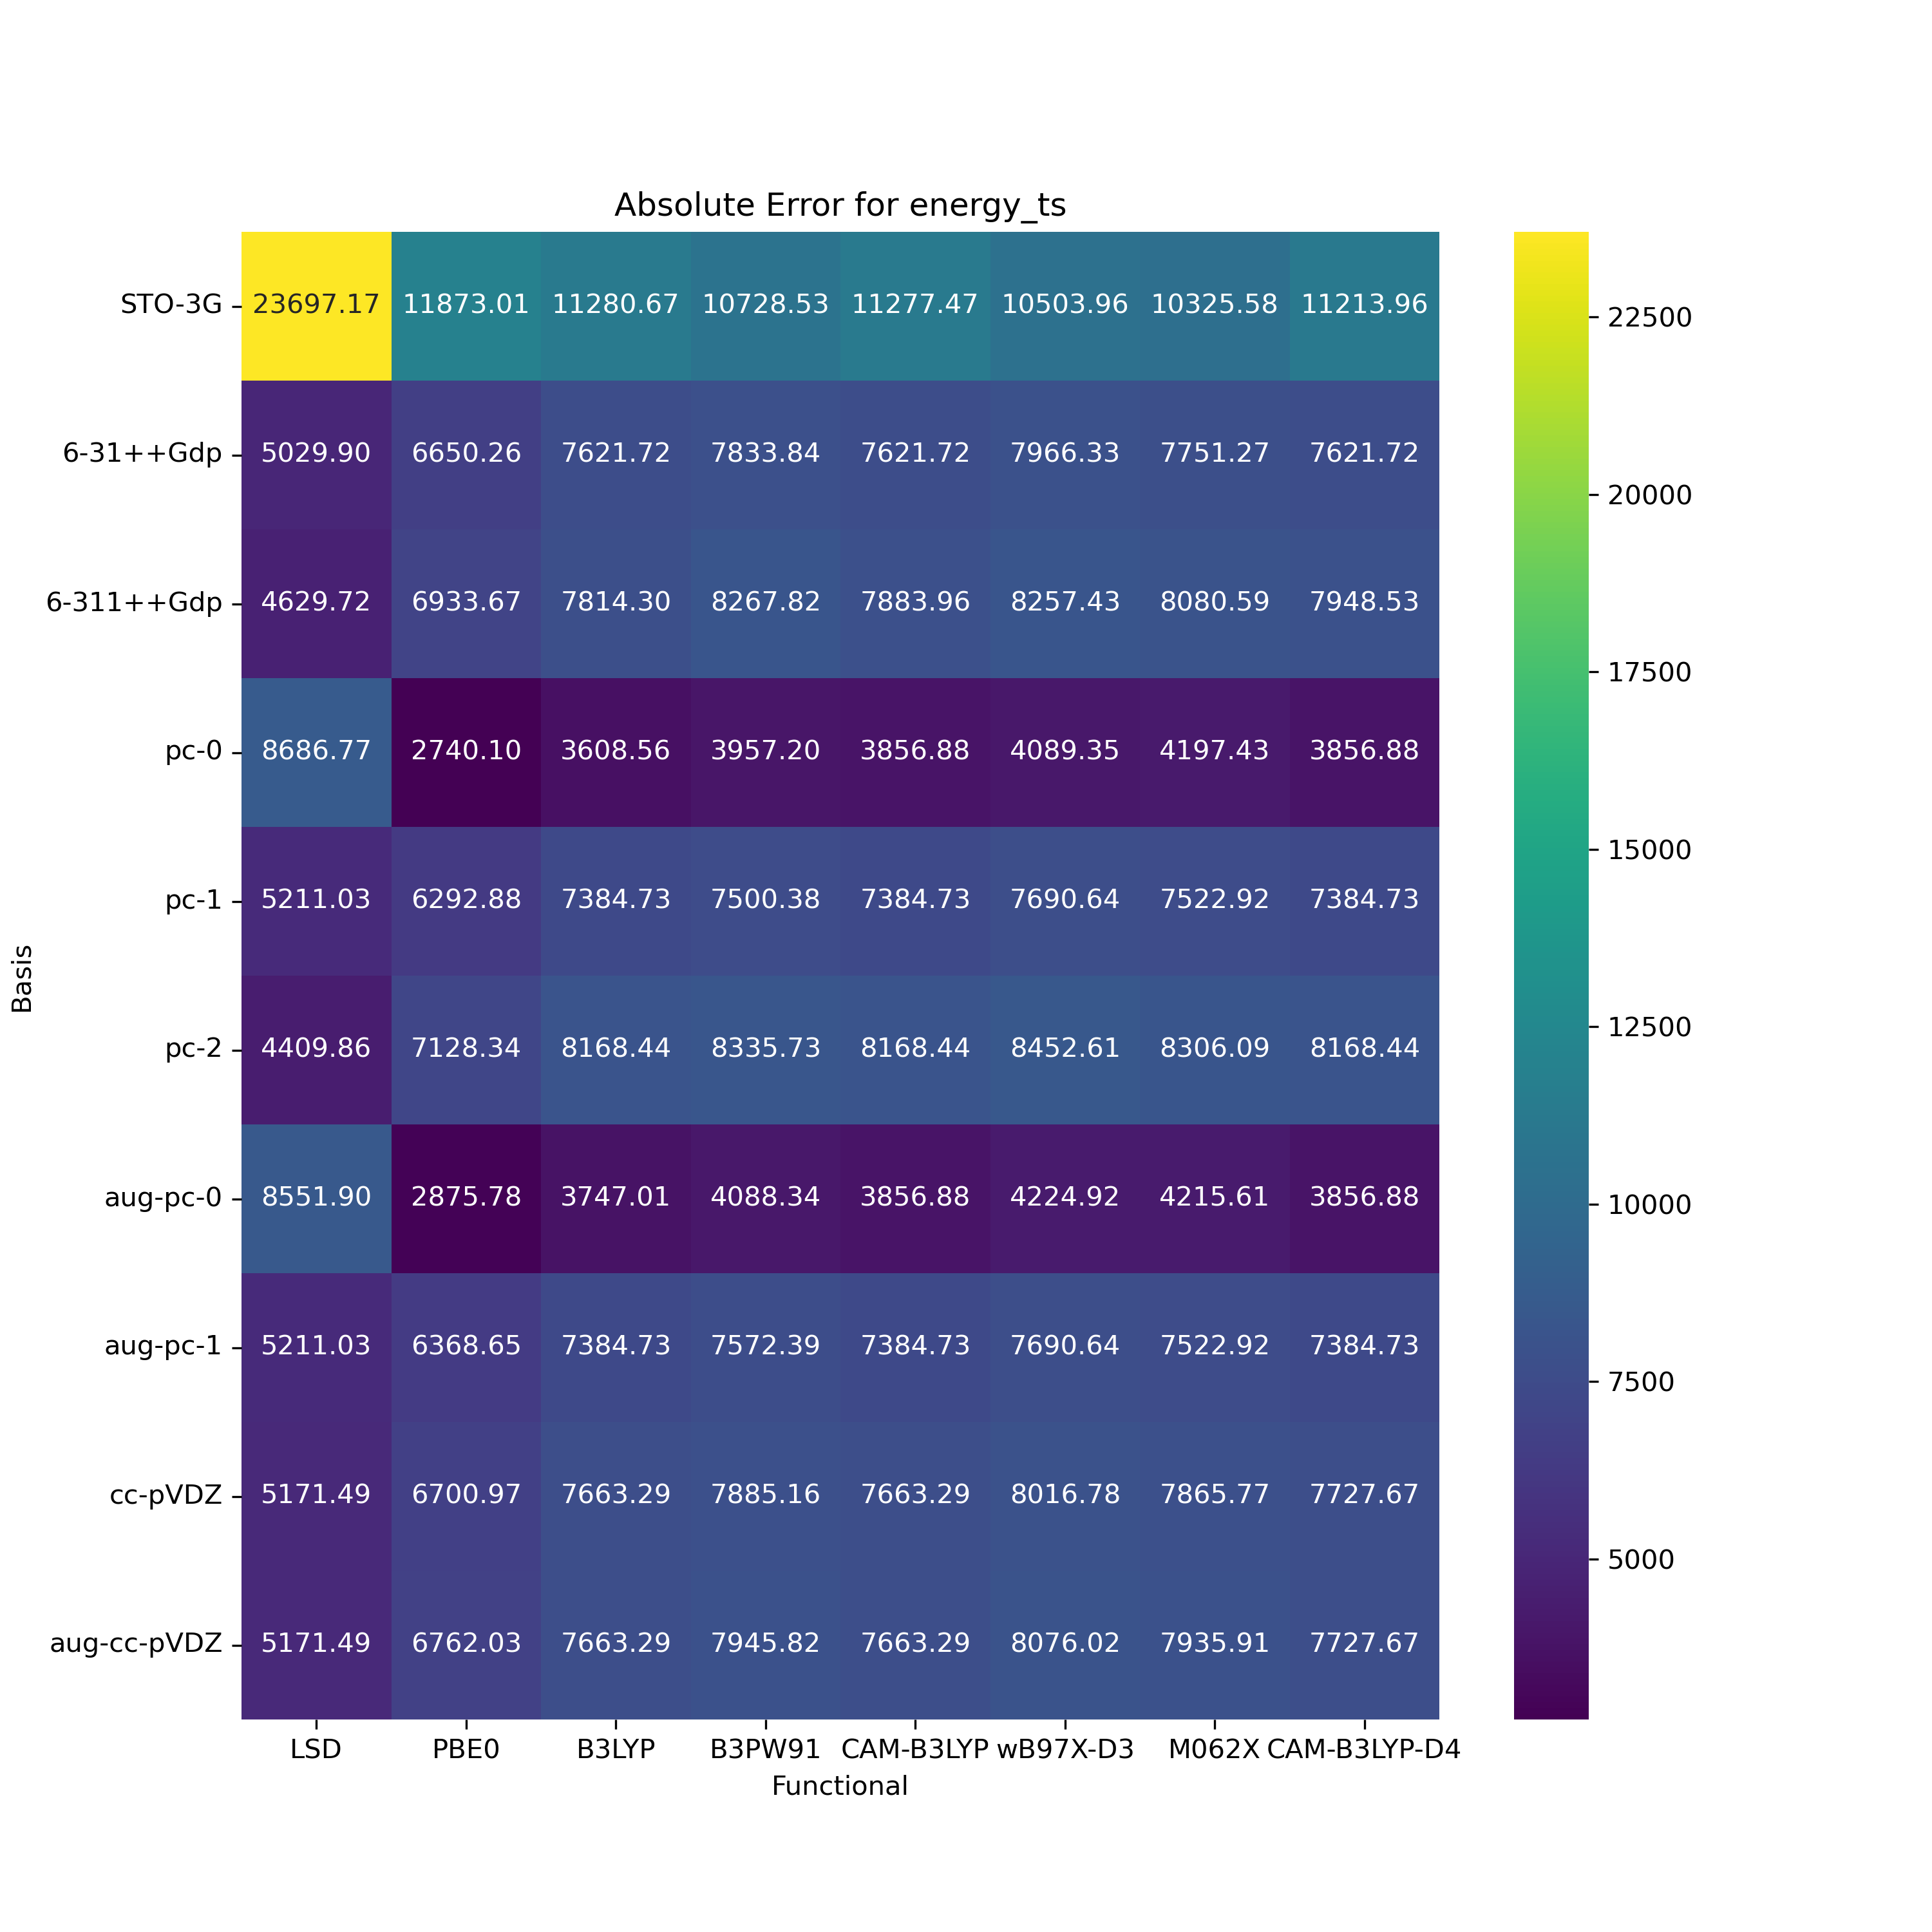 Absolute Error for energy_ts
STO-3G 23697.17 11873.01 11280.67 10728.53 11277.47 10503.96 10325.58 11213.96
6-31++Gdp 5029.90 6650.26 7621.72 7833.84 7621.72 7966.33 7751.27 7621.72
6-311++Gdp 4629.72 6933.67 7814.30 8267.82 7883.96 8257.43 8080.59 7948.53
pc-0 8686.77 2740.10 3608.56 3957.20 3856.88 4089.35 4197.43 3856.88
pc-1 5211.03 6292.88 7384.73 7500.38 7384.73 7690.64 7522.92 7384.73
pc-2 4409.86 7128.34 8168.44 8335.73 8168.44 8452.61 8306.09 8168.44
aug-pc-0 8551.90 2875.78 3747.01 4088.34 3856.88 4224.92 4215.61 3856.88
aug-pc-1 5211.03 6368.65 7384.73 7572.39 7384.73 7690.64 7522.92 7384.73
cc-pVDZ 5171.49 6700.97 7663.29 7885.16 7663.29 8016.78 7865.77 7727.67
aug-cc-pVDZ 5171.49 6762.03 7663.29 7945.82 7663.29 8076.02 7935.91 7727.67
LSD PBE0 B3LYP B3PW91 CAM-B3LYP wB97X-D3 M062X CAM-B3LYP-D4
Functional
Basis
22500
20000
17500
15000
12500
10000
7500
5000